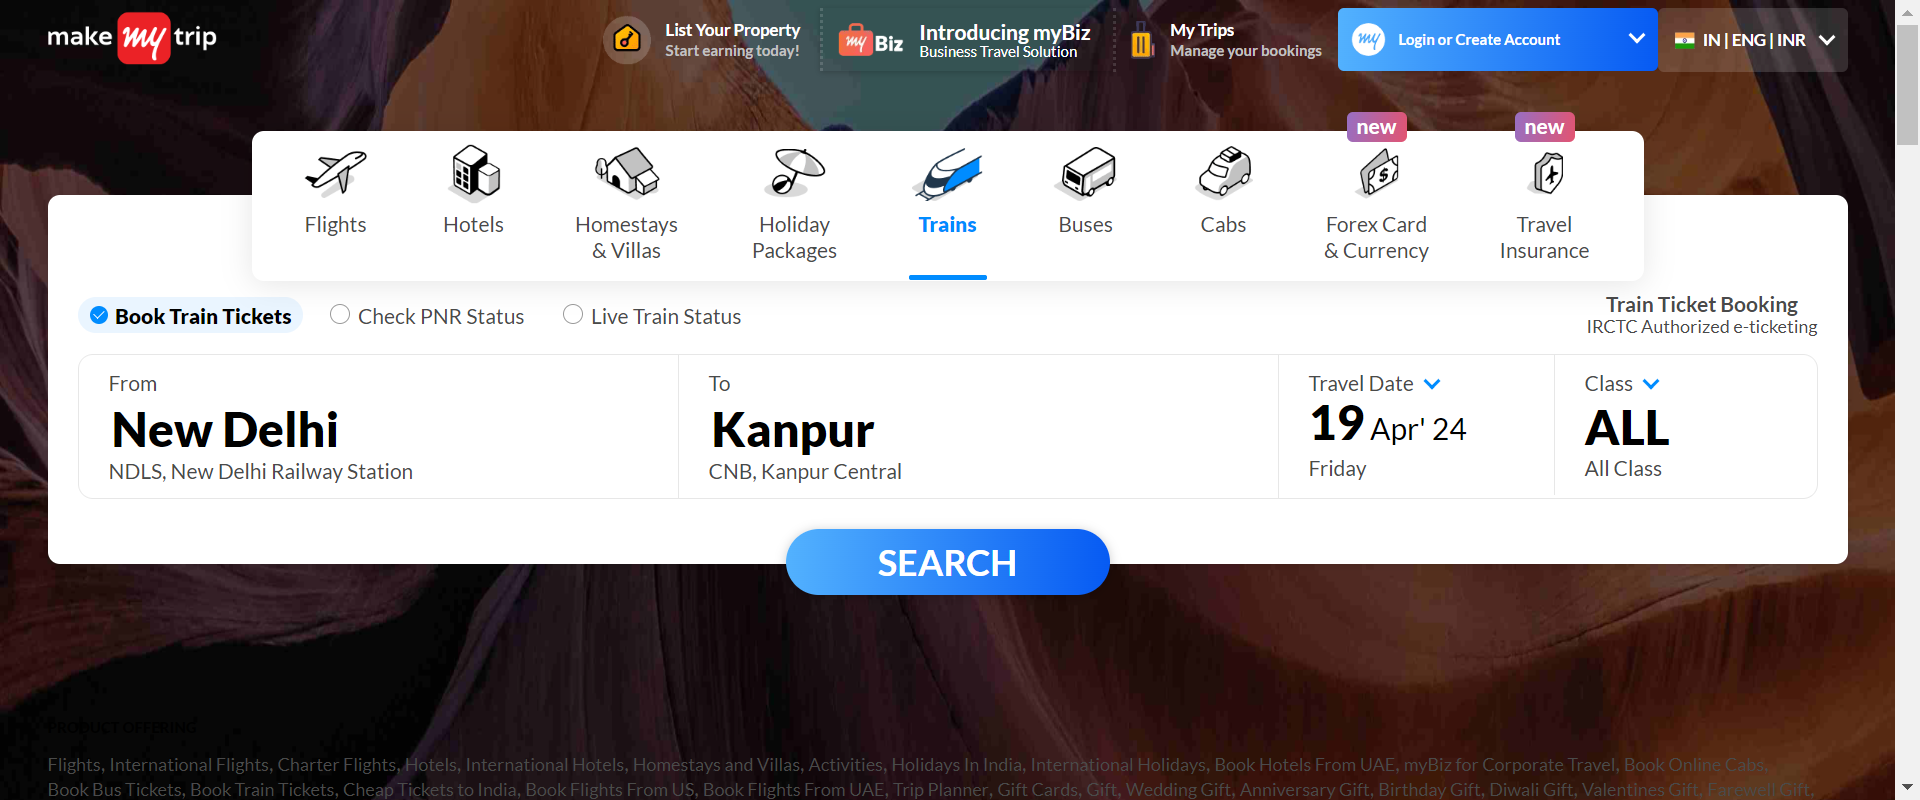 make my trip
List Your Property
Start earning today!
my Biz
Introducing myBiz
Business Travel Solution
My Trips
Manage your bookings
my
Login or Create Account
IN | ENG | INR
new
new
Flights
Hotels
Homestays
& Villas
Holiday
Packages
Trains
Buses
Cabs
Forex Card
& Currency
Travel
Insurance
Book Train Tickets
Check PNR Status
Live Train Status
Train Ticket Booking
IRCTC Authorized e-ticketing
From
New Delhi
NDLS, New Delhi Railway Station
To
Kanpur
CNB, Kanpur Central
Travel Date
19 Apr' 24
Friday
Class
ALL
All Class
SEARCH
PRODUCT OFFERING
Flights, International Flights, Charter Flights, Hotels, International Hotels, Homestays and Villas, Activities, Holidays In India, International Holidays, Book Hotels From UAE, myBiz for Corporate Travel, Book Online Cabs,
Book Bus Tickets, Book Train Tickets, Cheap Tickets to India, Book Flights From US, Book Flights From UAE, Trip Planner, Gift Cards, Gift, Wedding Gift, Anniversary Gift, Birthday Gift, Diwali Gift, Valentines Gift, Farewell Gift,